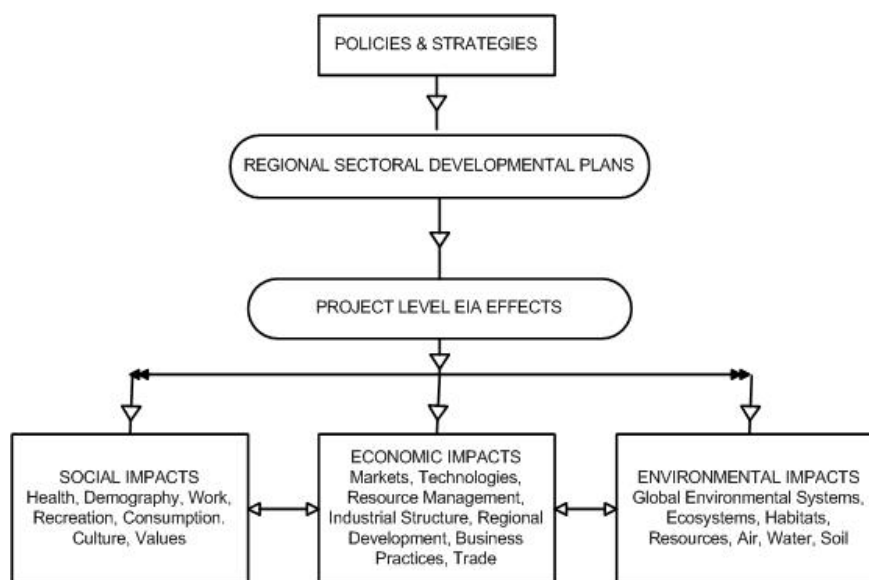 POLICIES & STRATEGIES
REGIONAL SECTORAL DEVELOPMENTAL PLANS
PROJECT LEVEL EIA EFFECTS
SOCIAL IMPACTS
Health, Demography, Work,
Recreation, Consumption.
Culture, Values
ECONOMIC IMPACTS
Markets, Technologies,
Resource Management,
Industrial Structure, Regional
Development, Business
Practices, Trade
ENVIRONMENTAL IMPACTS
Global Environmental Systems,
Ecosystems, Habitats,
Resources, Air, Water, Soil